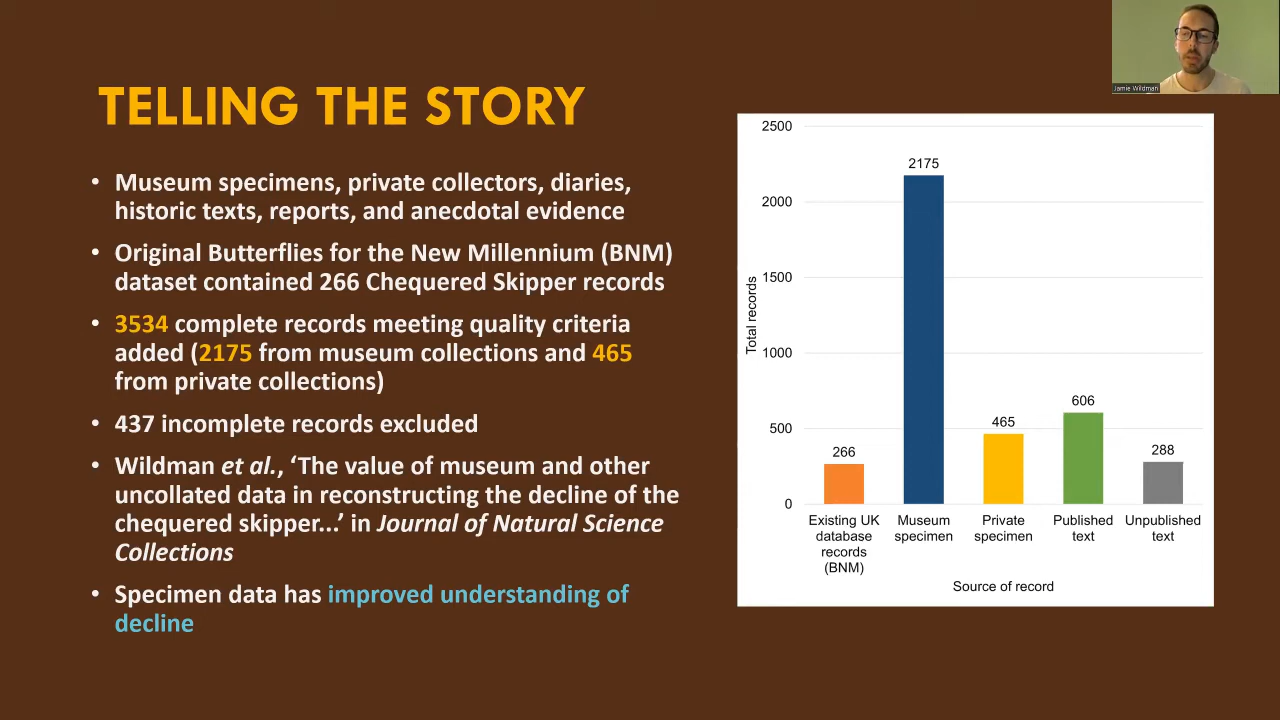 Jamie Wildman
TELLING THE STORY
• Museum specimens, private collectors, diaries,
historic texts, reports, and anecdotal evidence
• Original Butterflies for the New Millennium (BNM)
dataset contained 266 Chequered Skipper records
• 3534 complete records meeting quality criteria
added (2175 from museum collections and 465
from private collections)
• 437 incomplete records excluded
• Wildman et al., ‘The value of museum and other
uncollated data in reconstructing the decline of the
chequered skipper...’ in Journal of Natural Science
Collections
• Specimen data has improved understanding of
decline
Total records
2500
2000
1500
1000
500
0
266
2175
465
606
288
Existing UK
database
records
(BNM)
Museum
specimen
Private
specimen
Published
text
Unpublished
text
Source of record